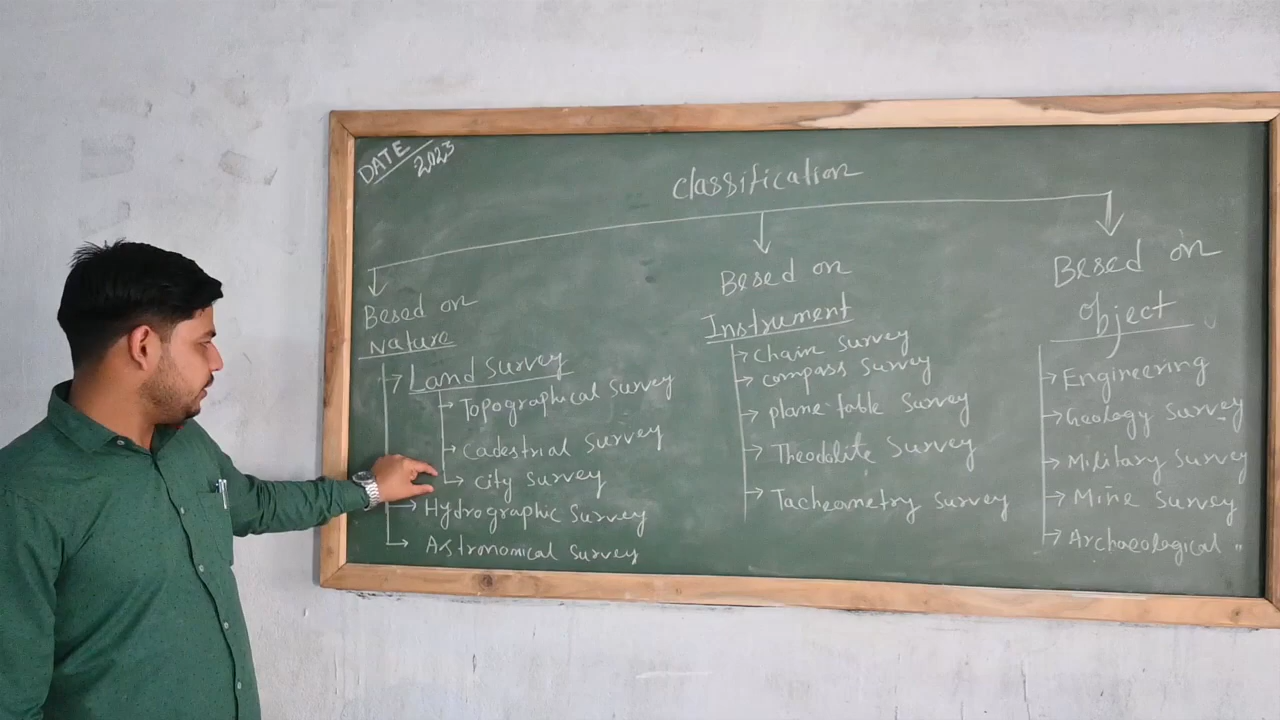 DATE
2023
Classification
Besed on
Nature
Land Survey
Topographical Survey
Cadestrial Survey
City Survey
Hydrographic Survey
Astronomical Survey
Besed on
Instrument
Chain Survey
Compass Survey
plane table Survey
Theodolite Survey
Tacheometry Survey
Besed on
object
Engineering
Geology Survey
Military Survey
Mine Survey
Archaeological "